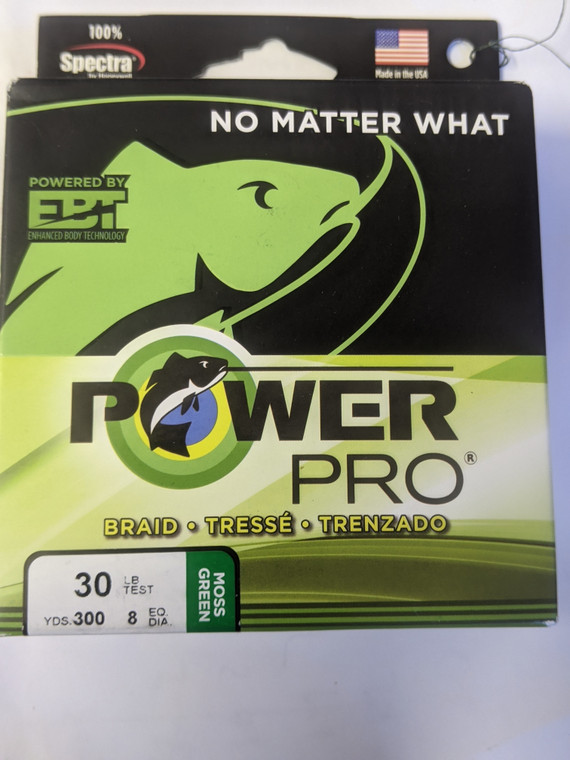 100%
Spectra®
by Honeywell
Made in the USA
NO MATTER WHAT
POWERED BY
EBT
ENHANCED BODY TECHNOLOGY
POWER
PRO®
BRAID • TRESSÉ • TRENZADO
30 LB TEST
YDS. 300 8 EQ. DIA.
MOSS GREEN